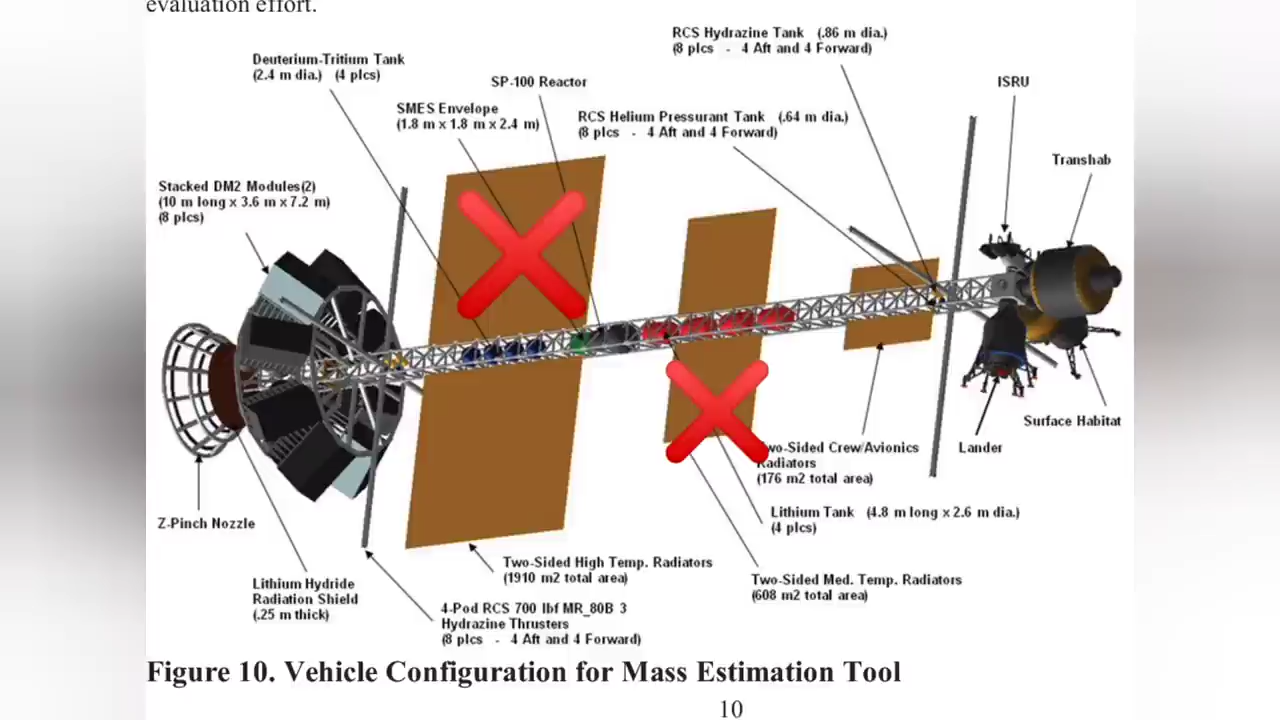 evaluation effort.
RCS Hydrazine Tank (.86 m dia.)
(8 plcs - 4 Aft and 4 Forward)
Deuterium-Tritium Tank
(2.4 m dia.) (4 plcs)
SP-100 Reactor
ISRU
SMES Envelope
(1.8 m x 1.8 m x 2.4 m)
RCS Helium Pressurant Tank (.64 m dia.)
(8 plcs - 4 Aft and 4 Forward)
Transhab
Stacked DM2 Modules(2)
(10 m long x 3.6 m x 7.2 m)
(8 plcs)
Surface Habitat
Lander
Two-Sided Crew/Avionics
Radiators
(176 m2 total area)
Lithium Tank (4.8 m long x 2.6 m dia.)
(4 plcs)
Z-Pinch Nozzle
Two-Sided High Temp. Radiators
(1910 m2 total area)
Two-Sided Med. Temp. Radiators
(608 m2 total area)
Lithium Hydride
Radiation Shield
(.25 m thick)
4-Pod RCS 700 lbf MR_80B 3
Hydrazine Thrusters
(8 plcs - 4 Aft and 4 Forward)
Figure 10. Vehicle Configuration for Mass Estimation Tool
10